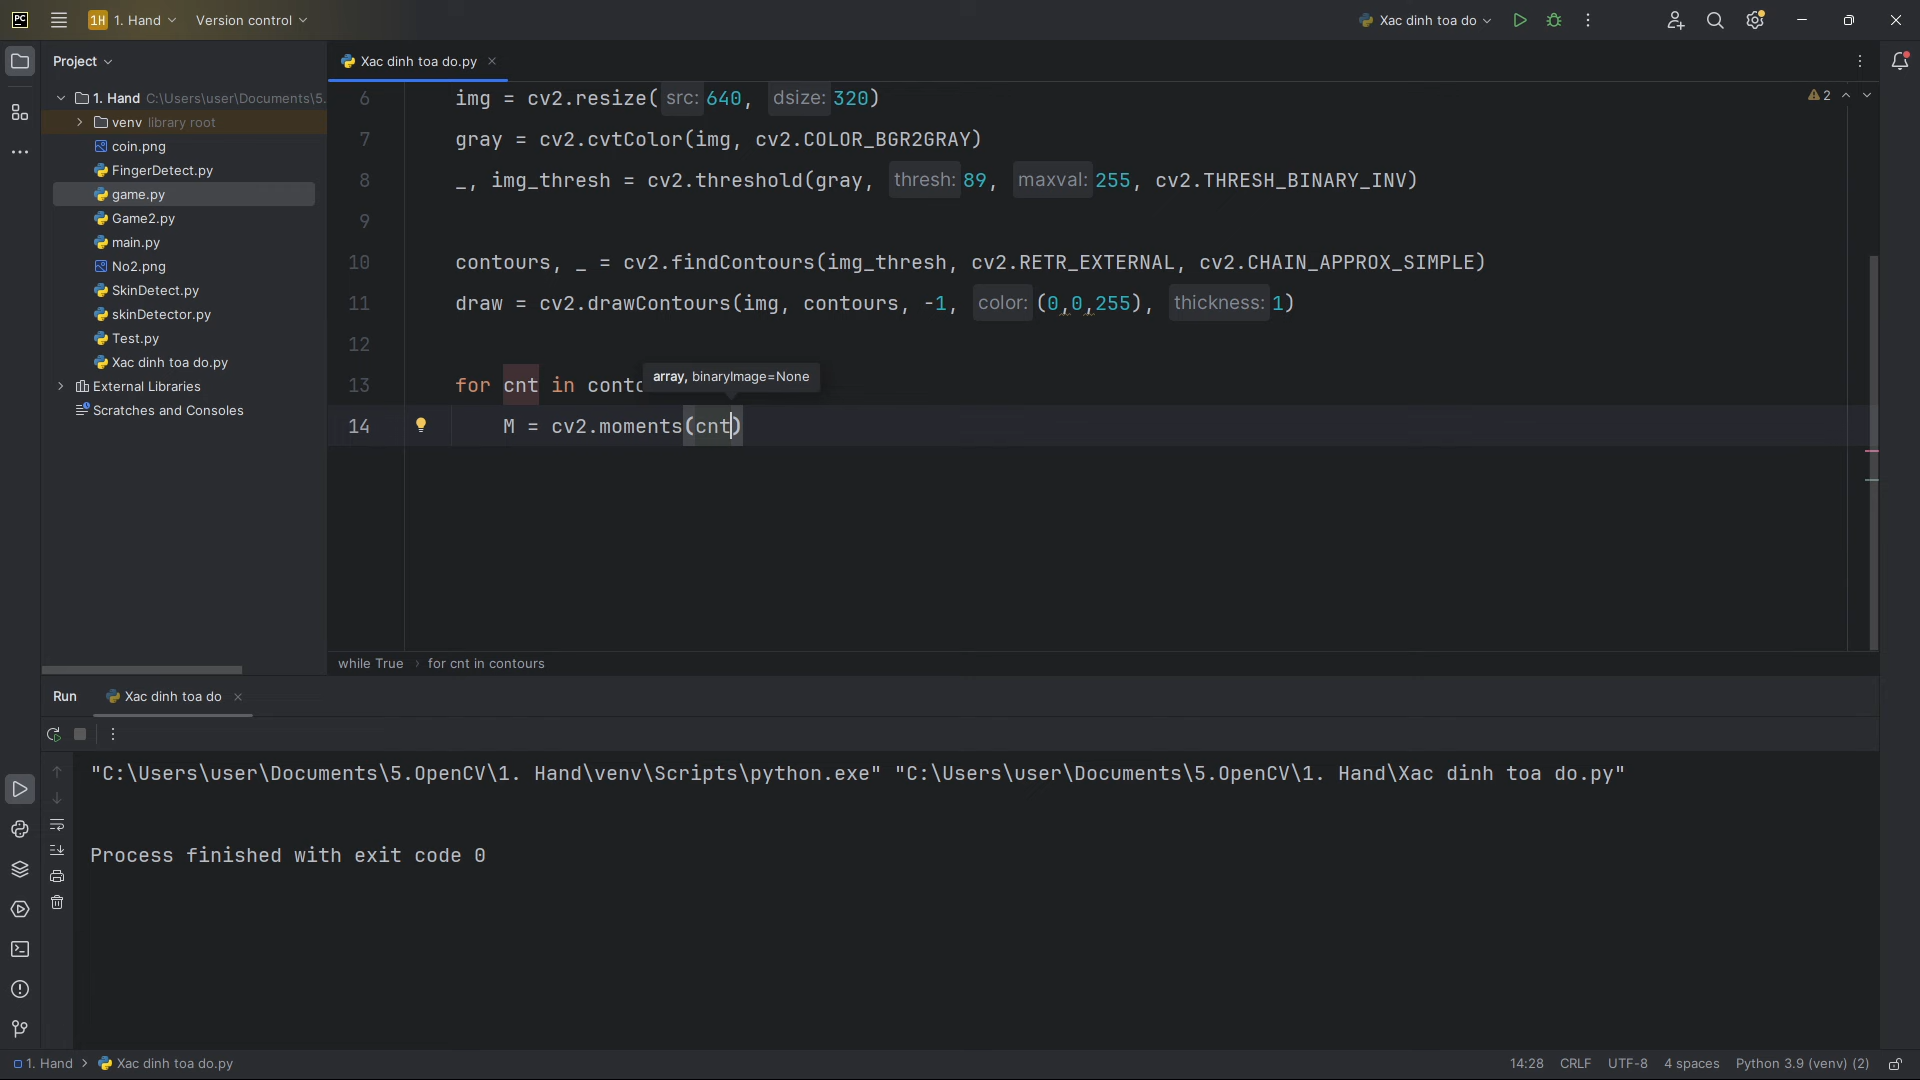 PC 1H 1. Hand Version control Xac dinh toa do
Project
Xac dinh toa do.py
1. Hand C:\Users\user\Documents\5.
venv library root
coin.png
FingerDetect.py
game.py
Game2.py
main.py
No2.png
SkinDetect.py
skinDetector.py
Test.py
Xac dinh toa do.py
External Libraries
Scratches and Consoles
2
6 img = cv2.resize( src: 640, dsize: 320)
7 gray = cv2.cvtColor(img, cv2.COLOR_BGR2GRAY)
8 _, img_thresh = cv2.threshold(gray, thresh: 89, maxval: 255, cv2.THRESH_BINARY_INV)
9
10 contours, _ = cv2.findContours(img_thresh, cv2.RETR_EXTERNAL, cv2.CHAIN_APPROX_SIMPLE)
11 draw = cv2.drawContours(img, contours, -1, color: (0,0,255), thickness: 1)
12
array, binaryImage=None
13 for cnt in conto
14 M = cv2.moments(cnt)
while True › for cnt in contours
Run Xac dinh toa do
"C:\Users\user\Documents\5.OpenCV\1. Hand\venv\Scripts\python.exe" "C:\Users\user\Documents\5.OpenCV\1. Hand\Xac dinh toa do.py"
Process finished with exit code 0
1. Hand › Xac dinh toa do.py 14:28 CRLF UTF-8 4 spaces Python 3.9 (venv) (2)